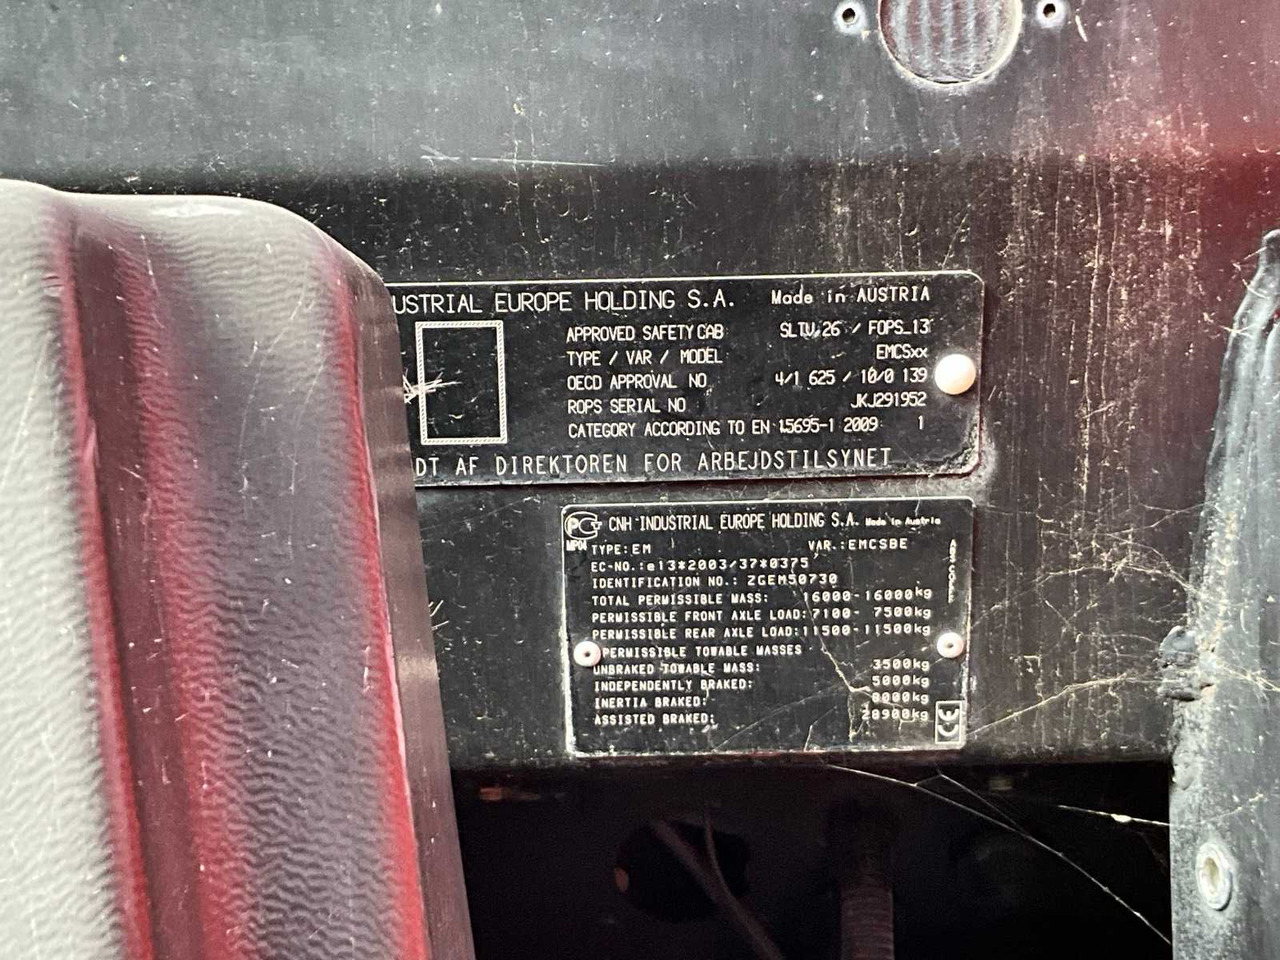 USTRIAL EUROPE HOLDING S.A. Made in AUSTRIA
APPROVED SAFETY CAB SLTV_26 / FOPS_13
TYPE / VAR / MODEL EMCSxx
OECD APPROVAL NO 4/1 625 / 10/0 139
ROPS SERIAL NO JKJ291952
CATEGORY ACCORDING TO EN 15695-1 2009 1
DT AF DIREKTOREN FOR ARBEJDSTILSYNET
CNH INDUSTRIAL EUROPE HOLDING S.A. Made in Austria
MP04 TYPE: EM VAR.: EMCSBE
EC-NO.: e13*2003/37*0375
IDENTIFICATION NO.: ZGEM50730
TOTAL PERMISSIBLE MASS: 16000-16000kg
PERMISSIBLE FRONT AXLE LOAD: 7100- 7500kg
PERMISSIBLE REAR AXLE LOAD: 11500-11500kg
PERMISSIBLE TOWABLE MASSES
UNBRAKED TOWABLE MASS: 3500kg
INDEPENDENTLY BRAKED: 5000kg
INERTIA BRAKED: 8000kg
ASSISTED BRAKED: 28900kg